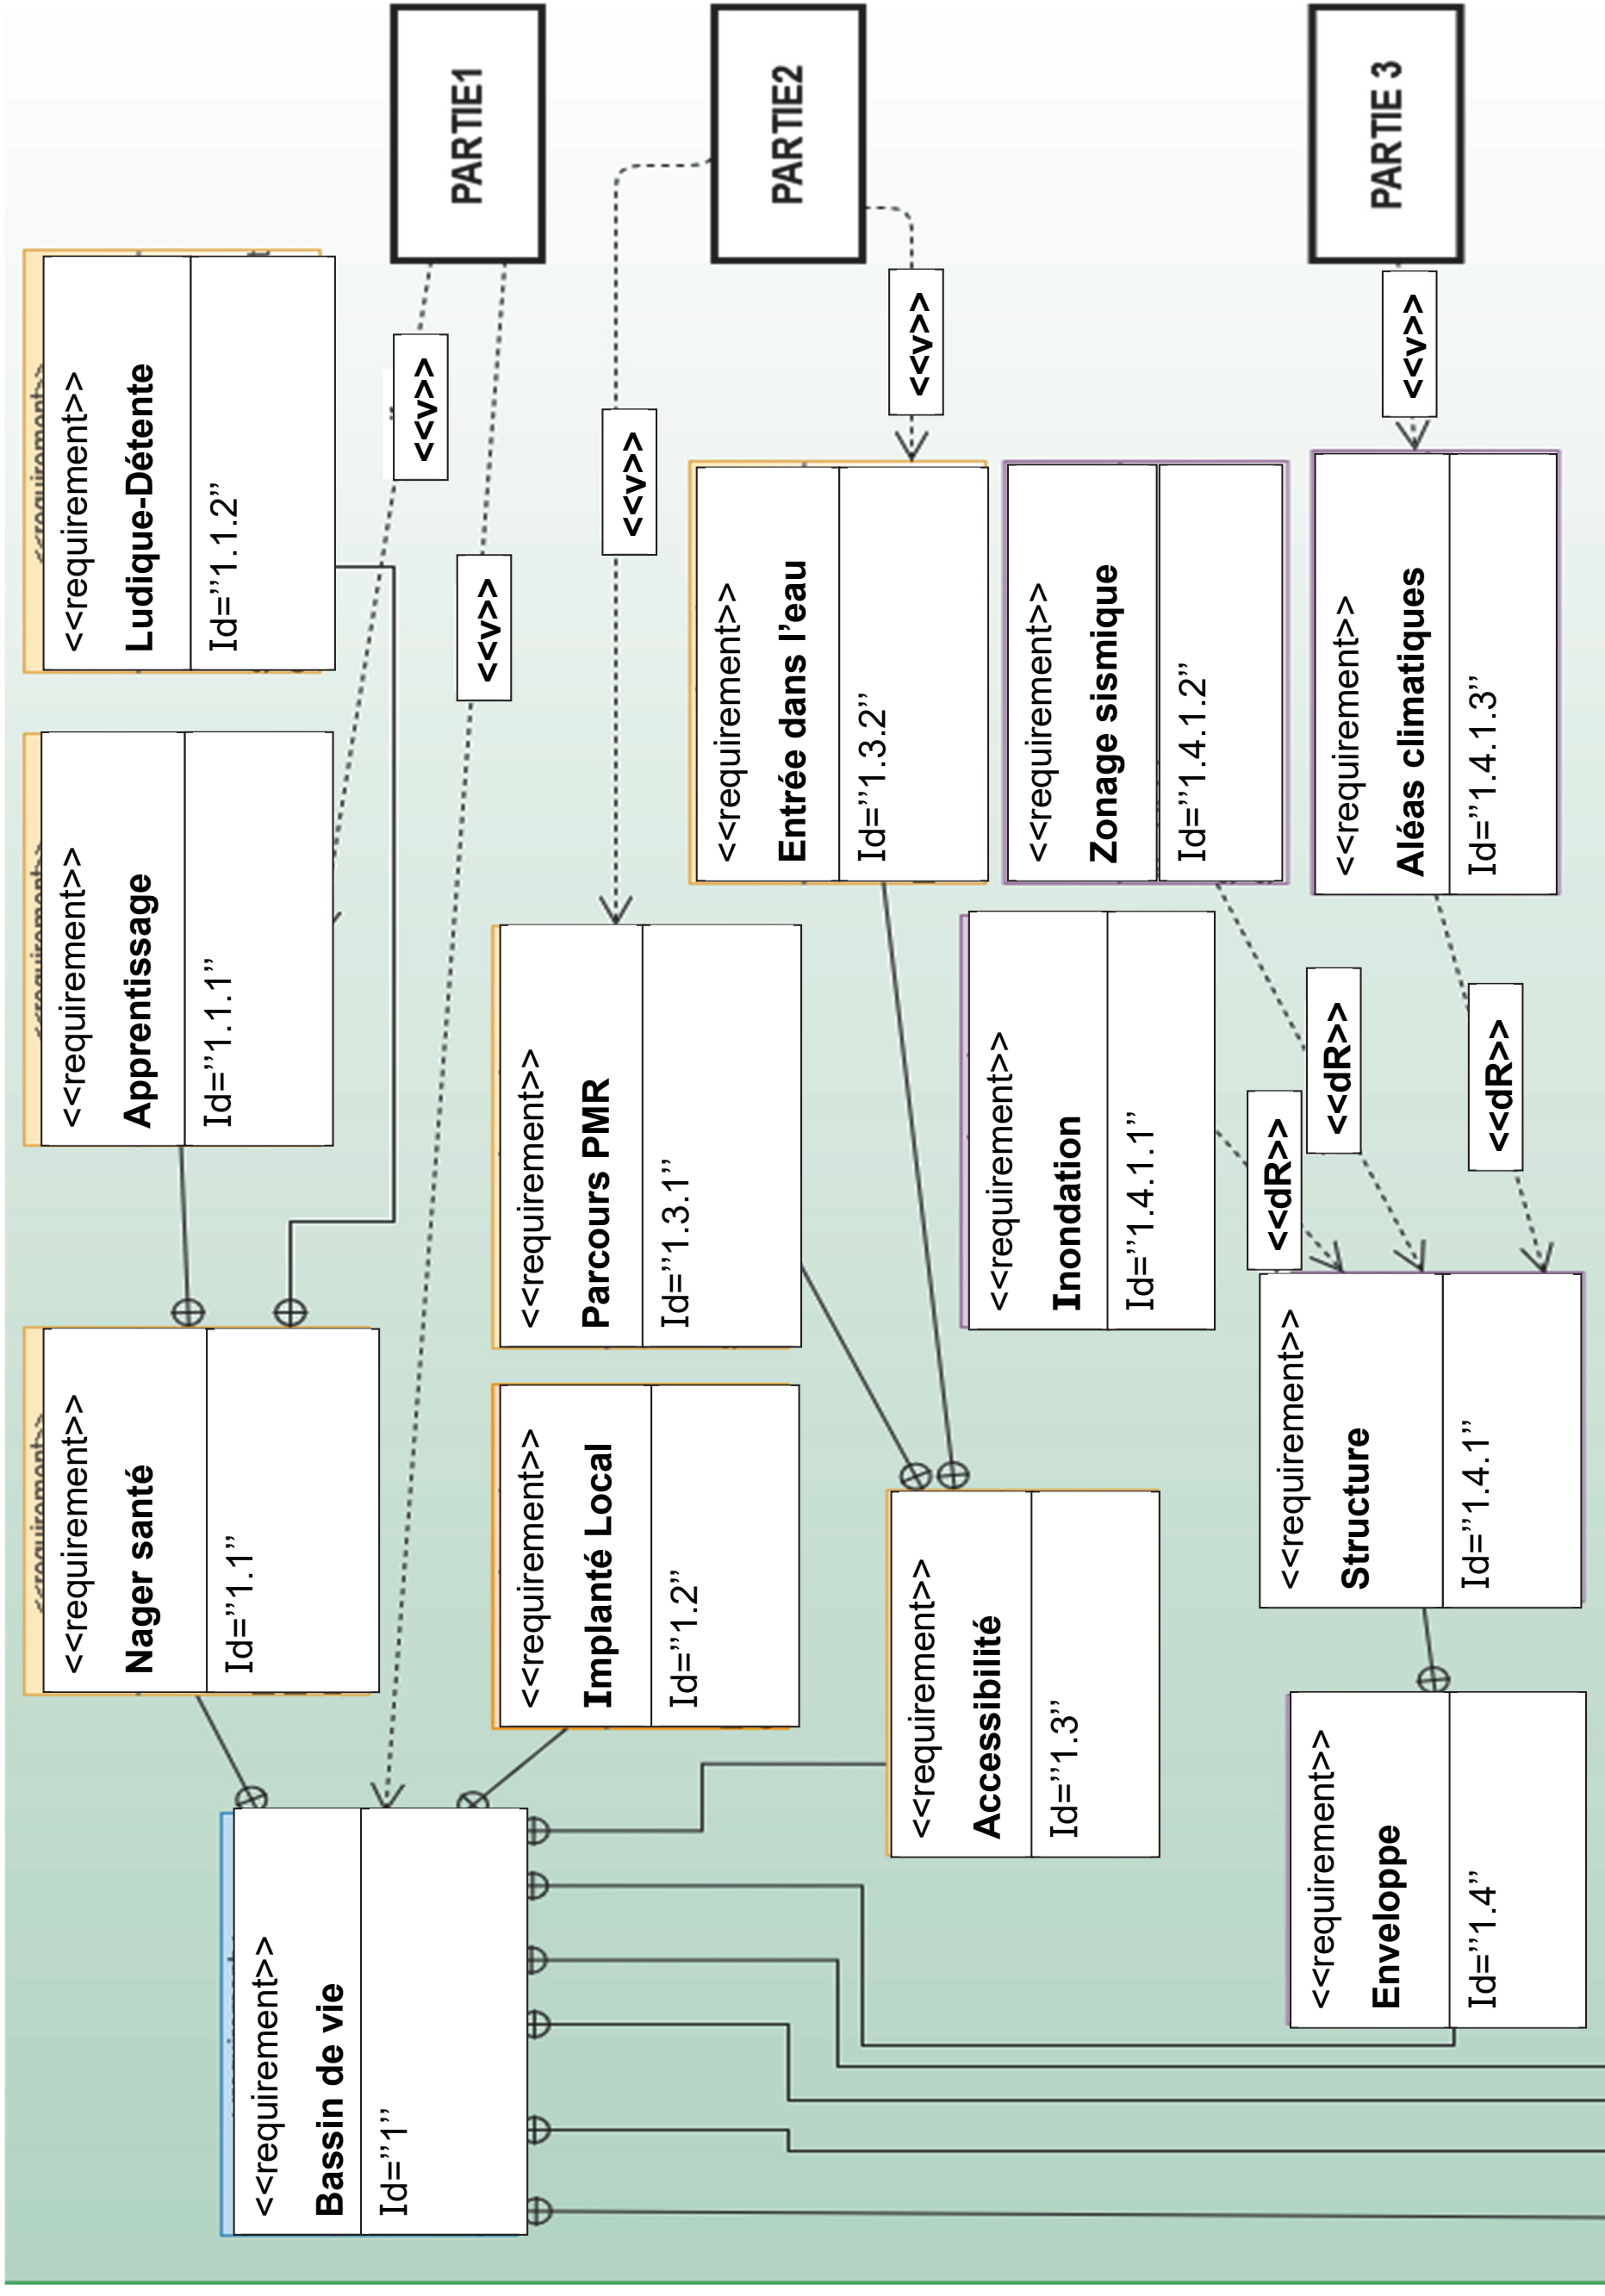 <<requirement>>
Nager santé
Id=”1.1”
<<requirement>>
Apprentissage
Id=”1.1.1”
<<requirement>>
Ludique-Détente
Id=”1.1.2”
<<requirement>>
Bassin de vie
Id=”1”
<<v>>
<<v>>
PARTIE1
<<requirement>>
Implanté Local
Id=”1.2”
<<requirement>>
Parcours PMR
Id=”1.3.1”
<<v>>
PARTIE2
<<requirement>>
Entrée dans l’eau
Id=”1.3.2”
<<v>>
<<requirement>>
Accessibilité
Id=”1.3”
<<requirement>>
Inondation
Id=”1.4.1.1”
<<requirement>>
Zonage sismique
Id=”1.4.1.2”
<<dR>>
<<dR>>
<<dR>>
<<requirement>>
Enveloppe
Id=”1.4”
<<requirement>>
Structure
Id=”1.4.1”
<<requirement>>
Aléas climatiques
Id=”1.4.1.3”
<<v>>
PARTIE 3